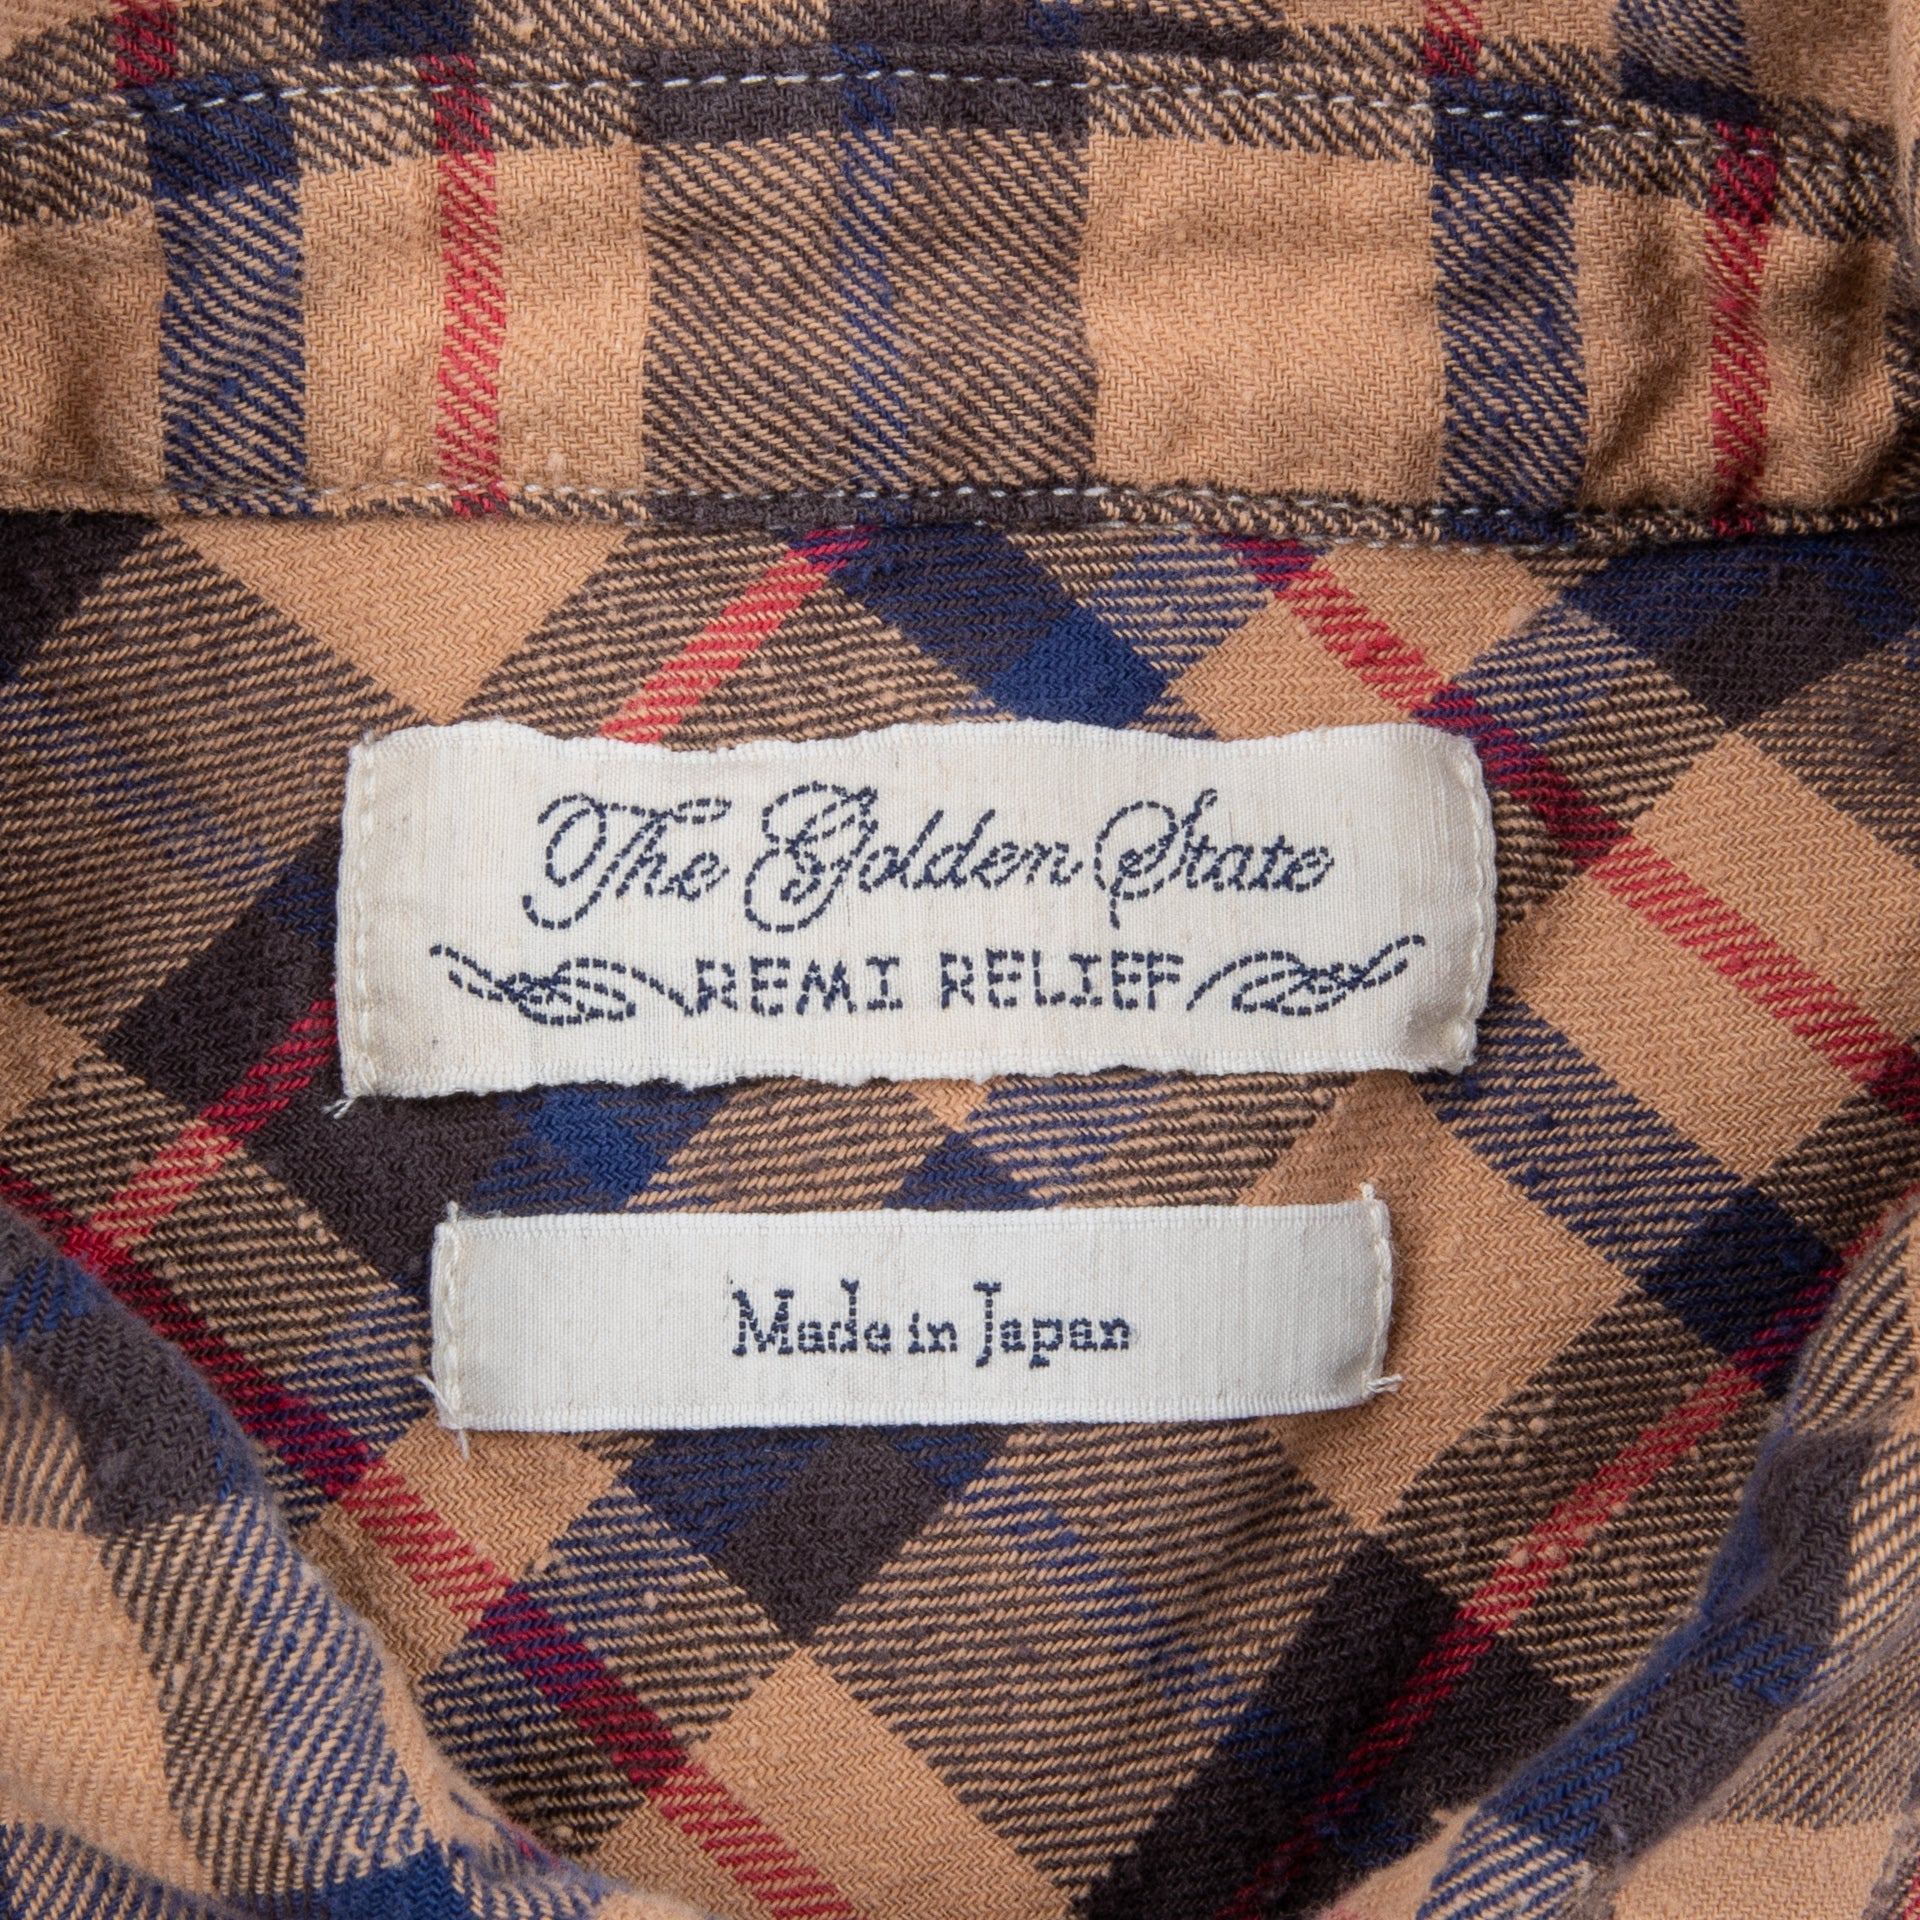 The Golden State
REMI RELIEF
Made in Japan